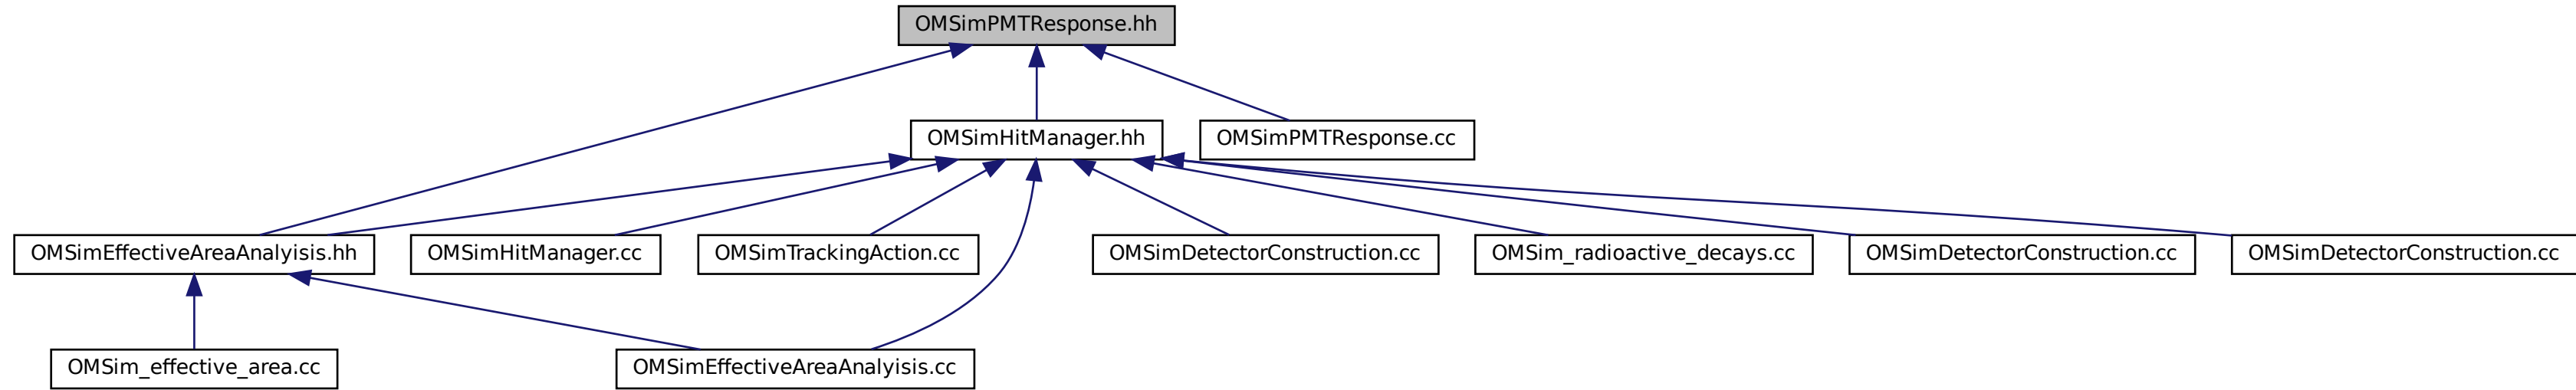 OMSimPMTResponse.hh
OMSimHitManager.hh
OMSimPMTResponse.cc
OMSimEffectiveAreaAnalyisis.hh
OMSimHitManager.cc
OMSimTrackingAction.cc
OMSimDetectorConstruction.cc
OMSim_radioactive_decays.cc
OMSimDetectorConstruction.cc
OMSimDetectorConstruction.cc
OMSim_effective_area.cc
OMSimEffectiveAreaAnalyisis.cc